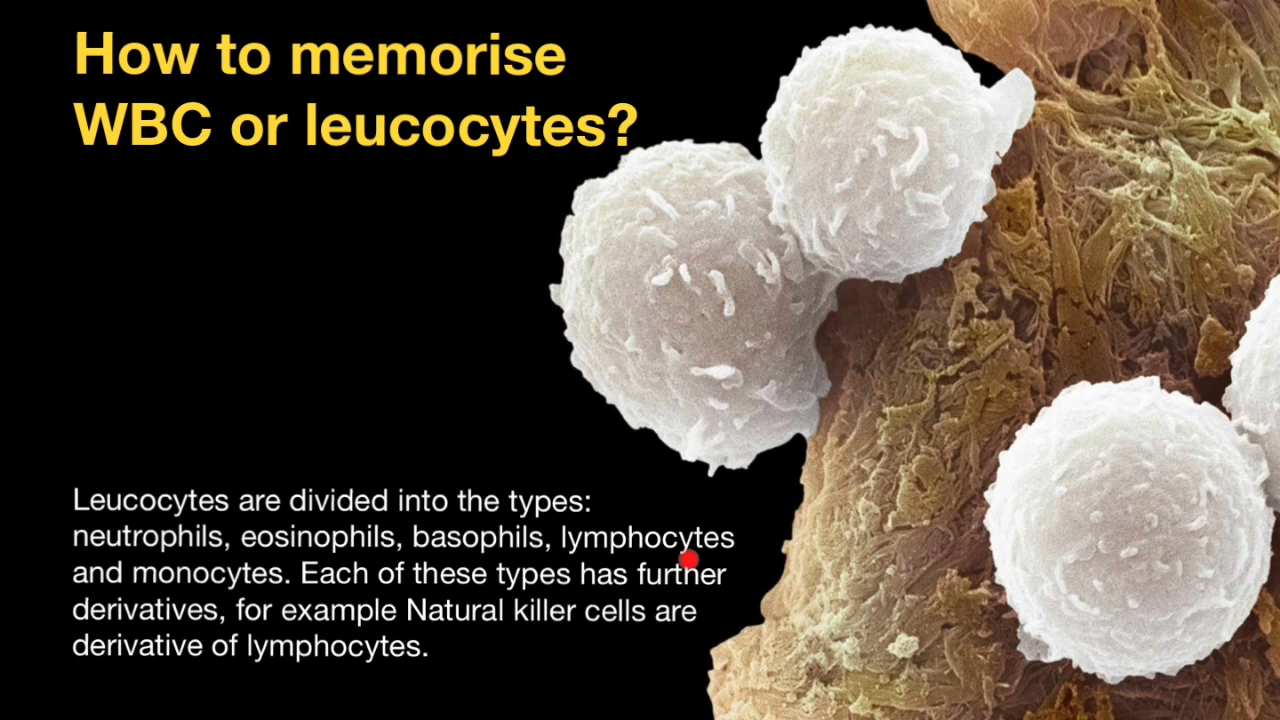 How to memorise
WBC or leucocytes?
Leucocytes are divided into the types:
neutrophils, eosinophils, basophils, lymphocytes
and monocytes. Each of these types has further
derivatives, for example Natural killer cells are
derivative of lymphocytes.